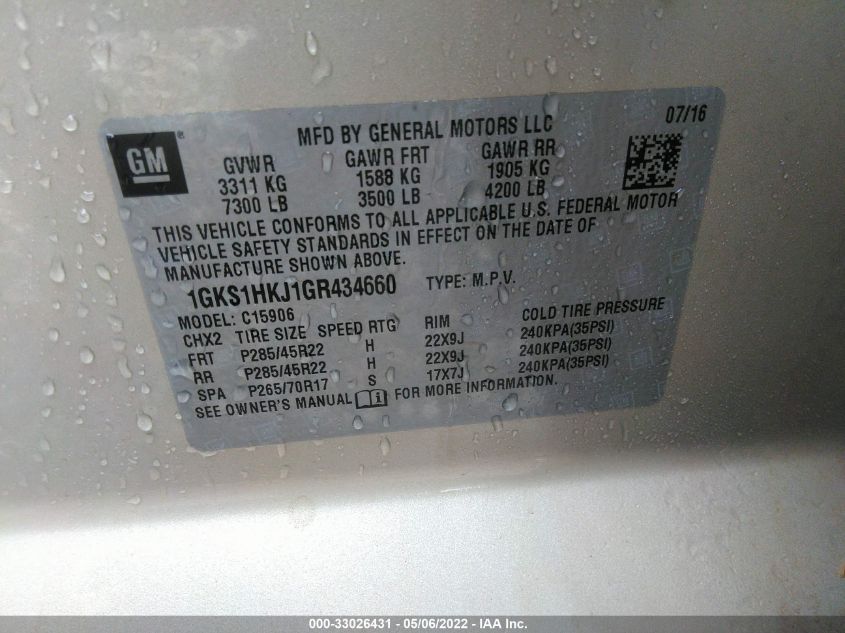 GM
MFD BY GENERAL MOTORS LLC
07/16
GVWR GAWR FRT GAWR RR
3311 KG 1588 KG 1905 KG
7300 LB 3500 LB 4200 LB
THIS VEHICLE CONFORMS TO ALL APPLICABLE U.S. FEDERAL MOTOR
VEHICLE SAFETY STANDARDS IN EFFECT ON THE DATE OF
MANUFACTURE SHOWN ABOVE.
1GKS1HKJ1GR434660 TYPE: M.P.V.
MODEL: C15906
CHX2 TIRE SIZE SPEED RTG RIM COLD TIRE PRESSURE
FRT P285/45R22 H 22X9J 240KPA(35PSI)
RR P285/45R22 H 22X9J 240KPA(35PSI)
SPA P265/70R17 S 17X7J 240KPA(35PSI)
SEE OWNER'S MANUAL FOR MORE INFORMATION.
000-33026431 - 05/06/2022 - IAA Inc.